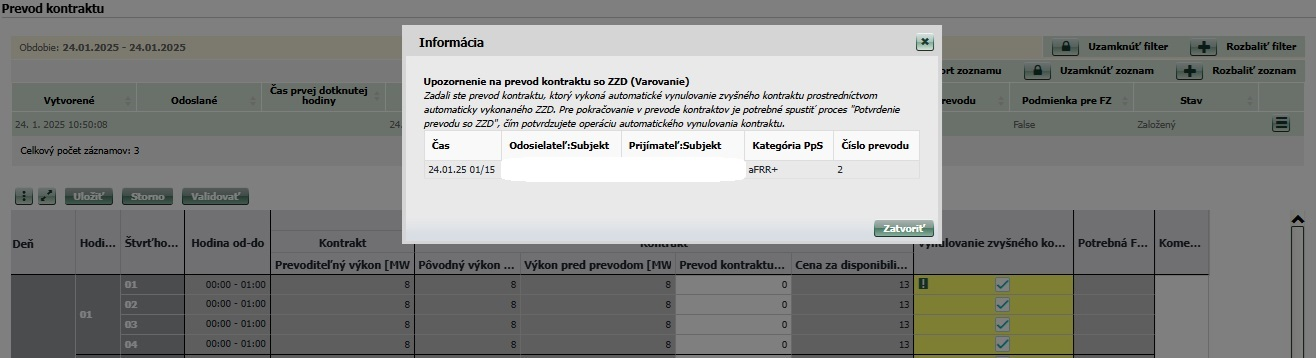 Prevod kontraktu
Obdobie: 24.01.2025 - 24.01.2025
Uzamknúť filter
Rozbaliť filter
ort zoznamu
Uzamknúť zoznam
Rozbaliť zoznam
Vytvorené Odoslané Čas prvej dotknutej hodiny revodu Podmienka pre FZ Stav
24. 1. 2025 10:50:08 24. False Založený
Celkový počet záznamov: 3
Informácia
Upozornenie na prevod kontraktu so ZZD (Varovanie)
Zadali ste prevod kontraktu, ktorý vykoná automatické vynulovanie zvyšného kontraktu prostredníctvom
automaticky vykonaného ZZD. Pre pokračovanie v prevode kontraktov je potrebné spustiť proces "Potvrdenie
prevodu so ZZD", čím potvrdzujete operáciu automatického vynulovania kontraktu.
Čas Odosielateľ:Subjekt Prijímateľ:Subjekt Kategória PpS Číslo prevodu
24.01.25 01/15 aFRR+ 2
Zatvoriť
Uložiť Storno Validovať
Deň Hodi... Štvrťho... Hodina od-do Kontrakt Kontrakt Vynulovanie zvyšného ko... Potrebná F... Kome...
Prevoditeľný výkon [MW Pôvodný výkon ... Výkon pred prevodom [MW Prevod kontraktu... Cena za disponibili...
01
01 00:00 - 01:00 8 8 8 0 13
02 00:00 - 01:00 8 8 8 0 13
03 00:00 - 01:00 8 8 8 0 13
04 00:00 - 01:00 8 8 8 0 13